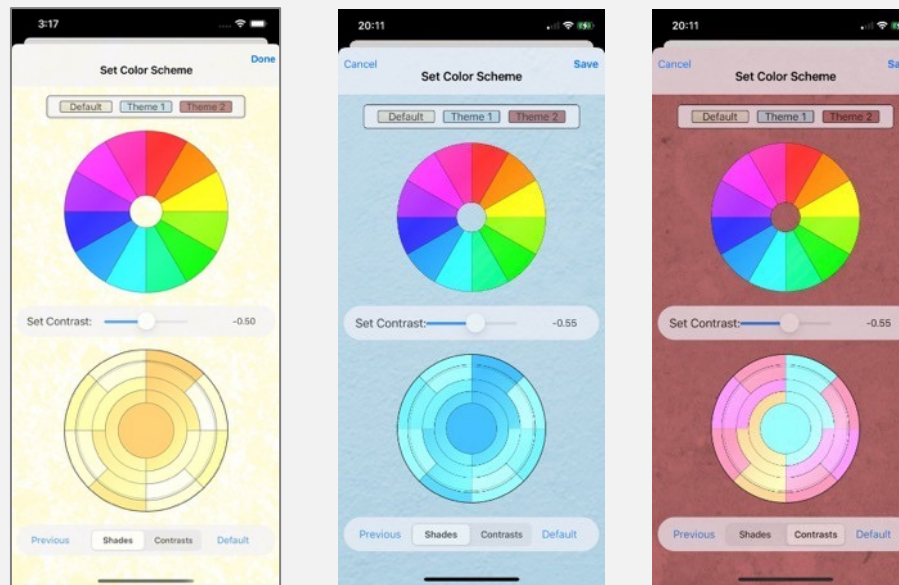 3:17
Done
Set Color Scheme
Default Theme 1 Theme 2
Set Contrast: -0.50
Previous Shades Contrasts Default
20:11
Cancel Save
Set Color Scheme
Default Theme 1 Theme 2
Set Contrast: -0.55
Previous Shades Contrasts Default
20:11
Cancel Sa
Set Color Scheme
Default Theme 1 Theme 2
Set Contrast: -0.55
Previous Shades Contrasts Default